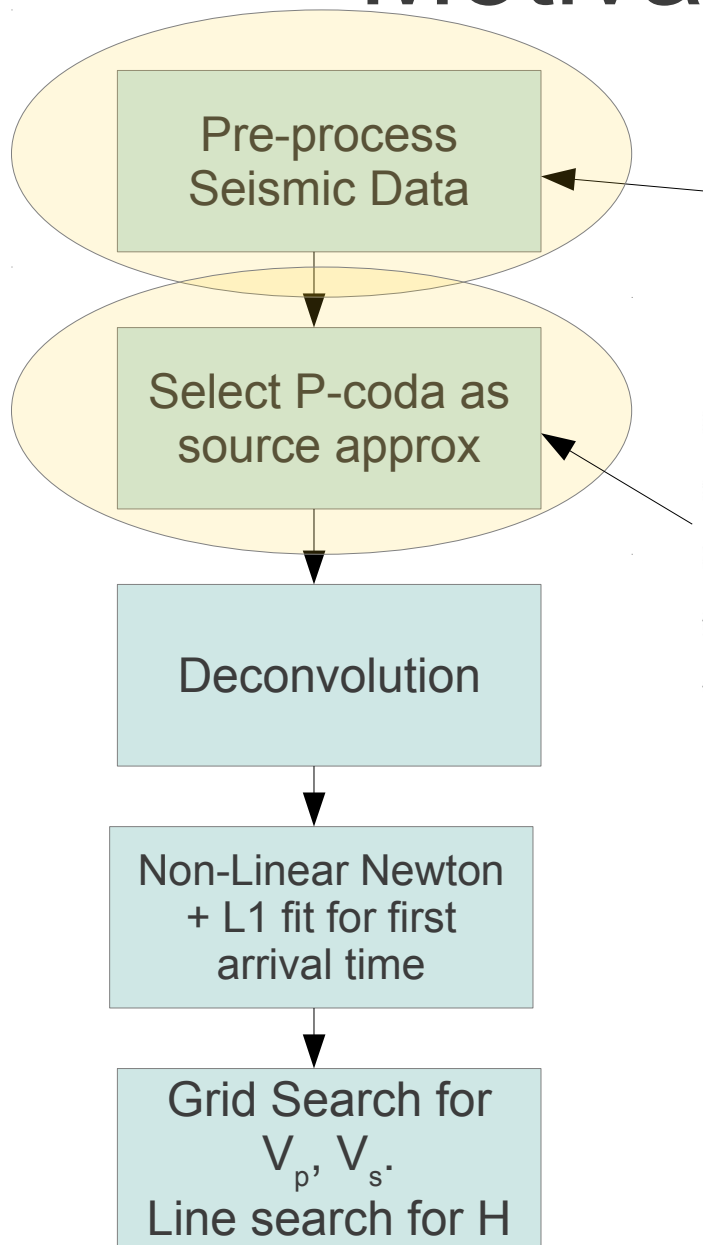 Motiva
Pre-process
Seismic Data
Select P-coda as
source approx
Deconvolution
Non-Linear Newton
+ L1 fit for first
arrival time
Grid Search for
Vp, Vs.
Line search for H